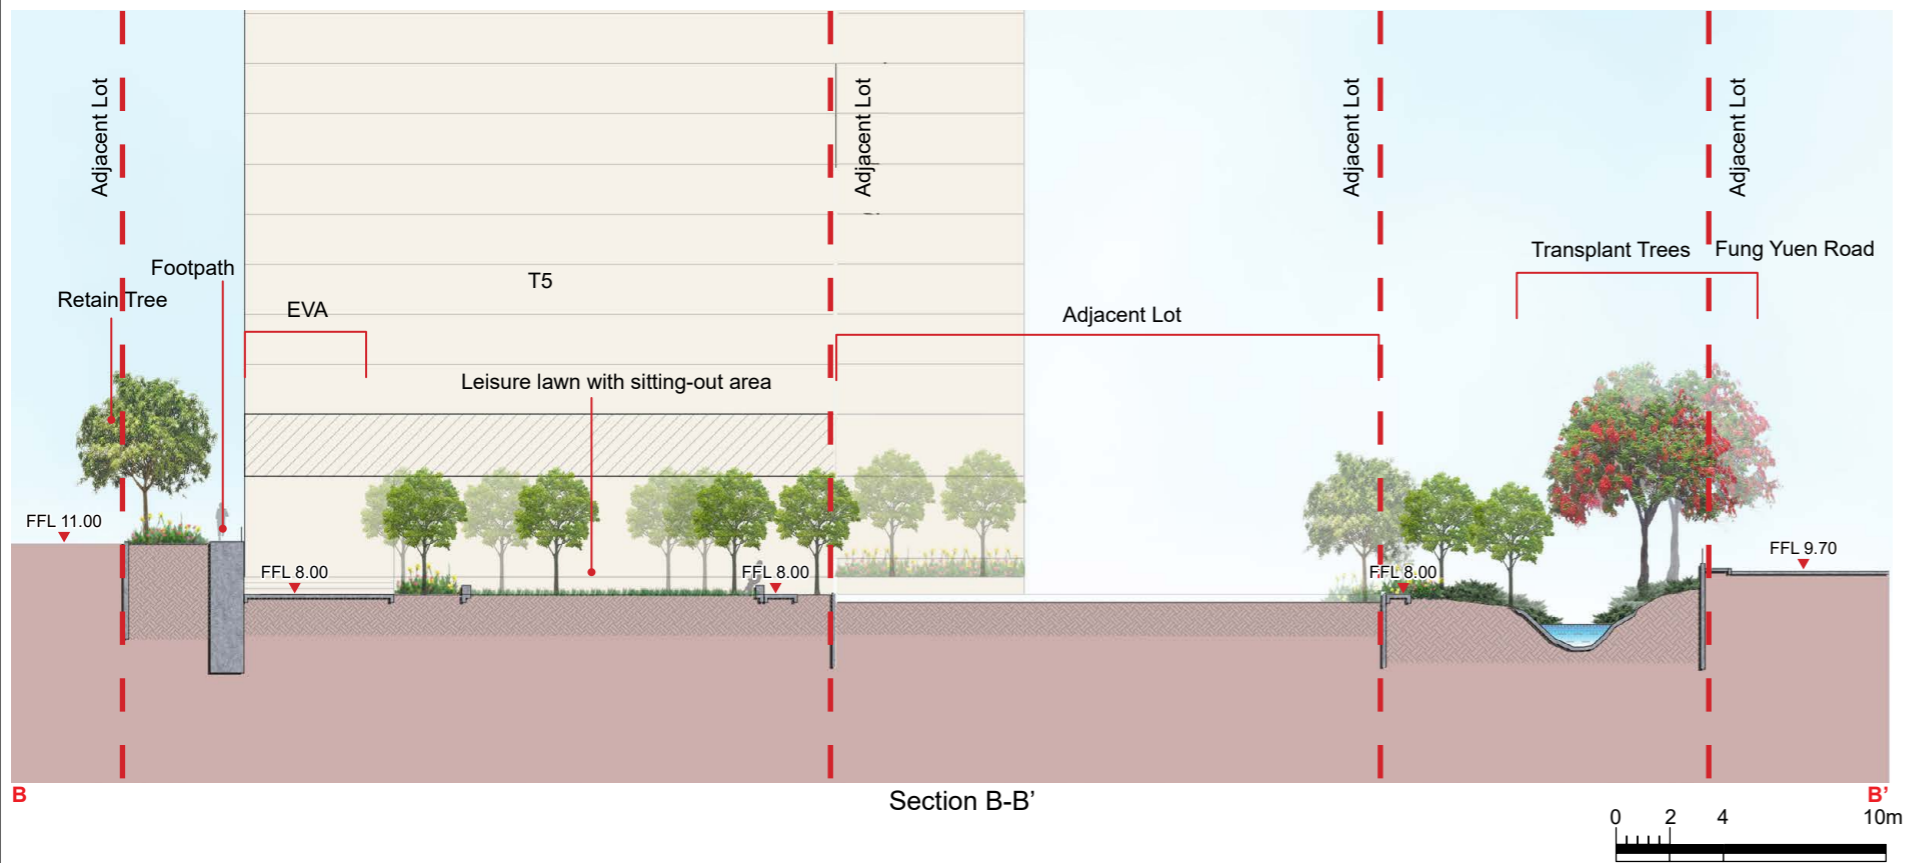 Adjacent Lot
Adjacent Lot
Adjacent Lot
Adjacent Lot
Footpath
Retain Tree
EVA
T5
Leisure lawn with sitting-out area
Adjacent Lot
Transplant Trees
Fung Yuen Road
FFL 11.00
FFL 8.00
FFL 8.00
FFL 8.00
FFL 9.70
B
Section B-B’
B’
0 2 4 10m